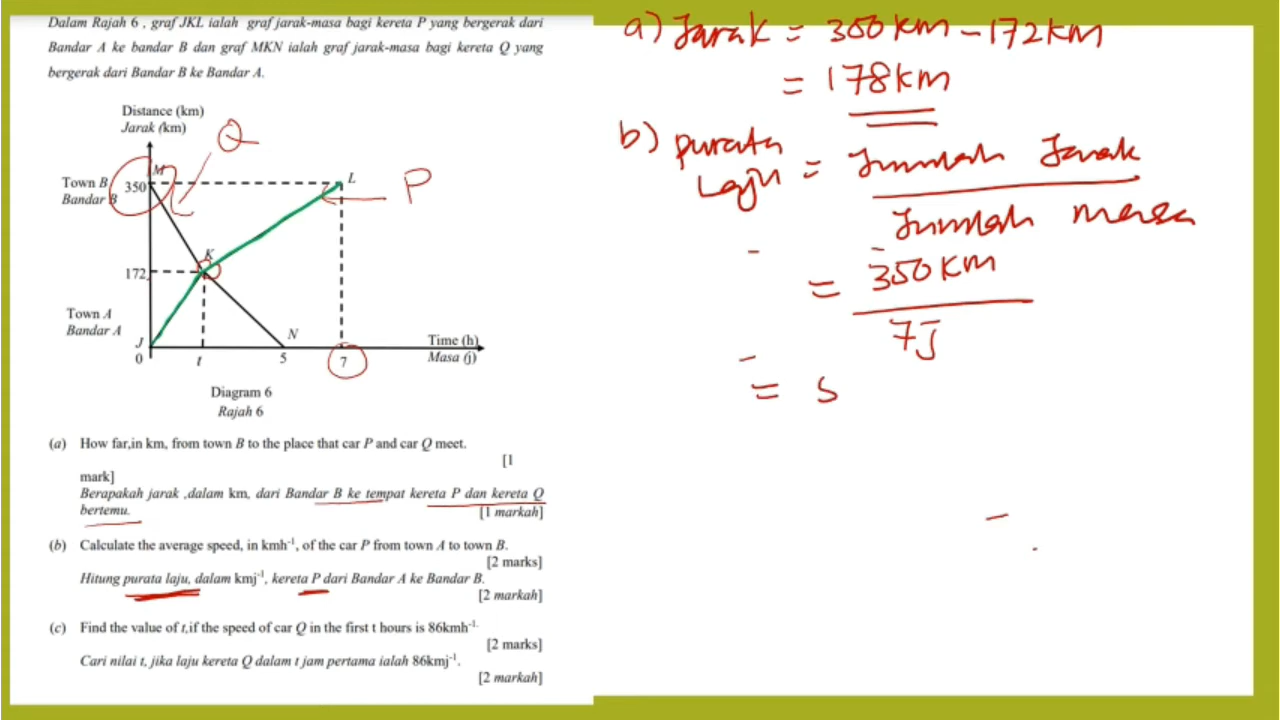 Dalam Rajah 6 , graf JKL ialah graf jarak-masa bagi kereta P yang bergerak dari
Bandar A ke bandar B dan graf MKN ialah graf jarak-masa bagi kereta Q yang
bergerak dari Bandar B ke Bandar A.
Distance (km)
Jarak (km)
Q
M
L
P
Town B
Bandar B
350
K
172
Town A
Bandar A
J
N
Time (h)
Masa (j)
0
t
5
7
Diagram 6
Rajah 6
(a) How far,in km, from town B to the place that car P and car Q meet.
[1
mark]
Berapakah jarak ,dalam km, dari Bandar B ke tempat kereta P dan kereta Q
bertemu.
[1 markah]
(b) Calculate the average speed, in kmh⁻¹, of the car P from town A to town B.
[2 marks]
Hitung purata laju, dalam kmj⁻¹, kereta P dari Bandar A ke Bandar B.
[2 markah]
(c) Find the value of t,if the speed of car Q in the first t hours is 86kmh⁻¹.
[2 marks]
Cari nilai t, jika laju kereta Q dalam t jam pertama ialah 86kmj⁻¹.
[2 markah]
a) Jarak = 350 km - 172 km
= 178 km
b) Purata Laju = Jumlah Jarak
Jumlah masa
= 350 km
7j
= 5